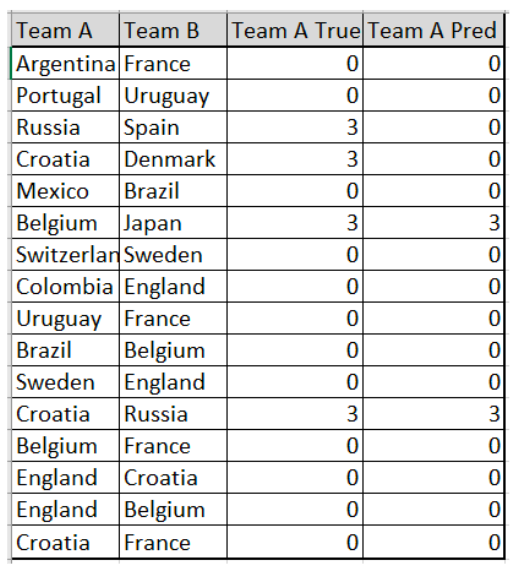 Team A Team B Team A True Team A Pred
Argentina France 0 0
Portugal Uruguay 0 0
Russia Spain 3 0
Croatia Denmark 3 0
Mexico Brazil 0 0
Belgium Japan 3 3
Switzerlan Sweden 0 0
Colombia England 0 0
Uruguay France 0 0
Brazil Belgium 0 0
Sweden England 0 0
Croatia Russia 3 3
Belgium France 0 0
England Croatia 0 0
England Belgium 0 0
Croatia France 0 0